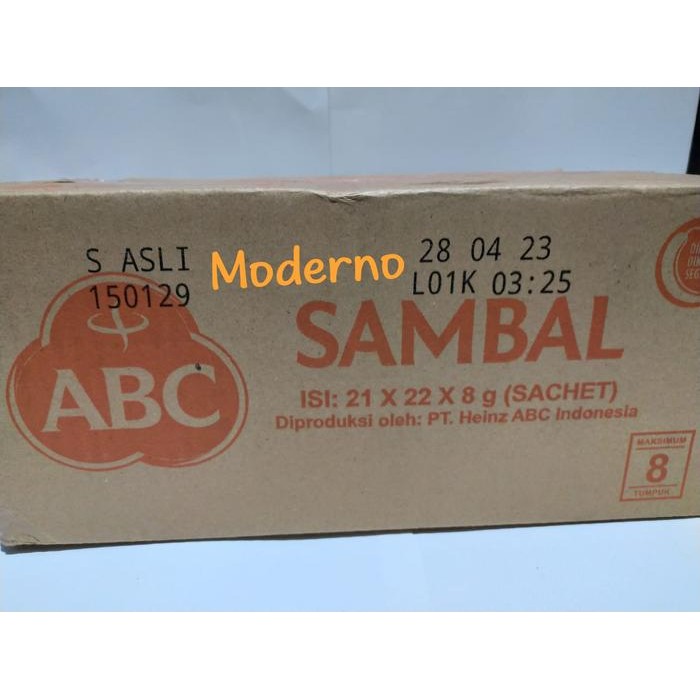 S ASLI
150129
Moderno
28 04 23
L01K 03:25
ABC
SAMBAL
ISI: 21 X 22 X 8 g (SACHET)
Diproduksi oleh: PT. Heinz ABC Indonesia
MAKSIMUM
8
TUMPUK